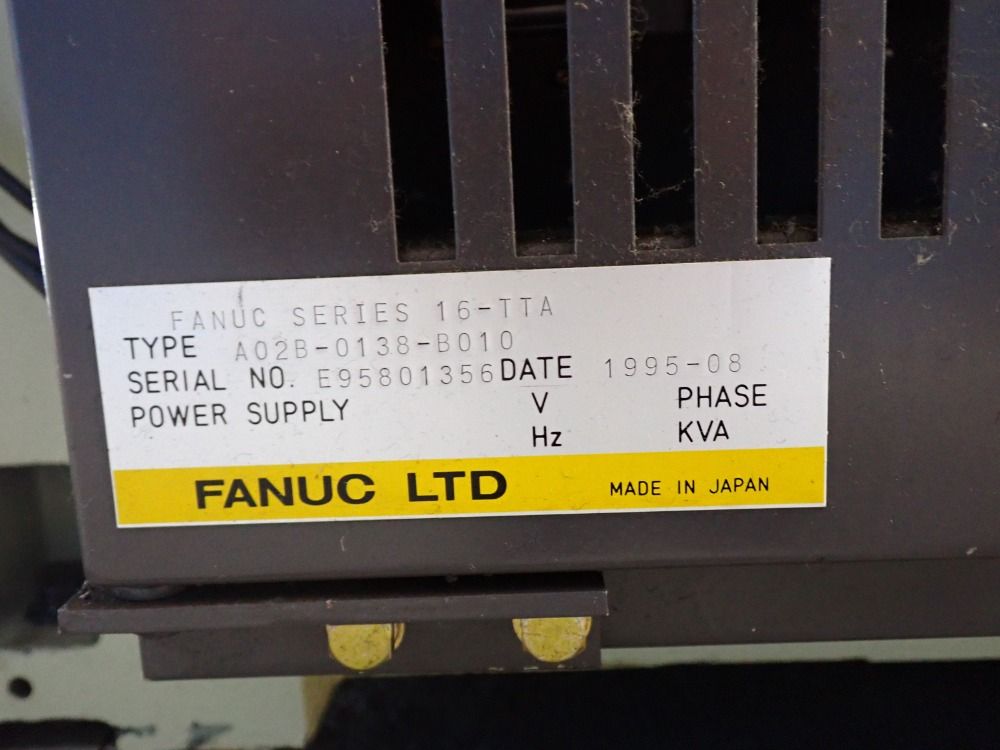 FANUC SERIES 16-TTA
TYPE A02B-0138-B010
SERIAL NO. E95801356 DATE 1995-08
POWER SUPPLY V PHASE
Hz KVA
FANUC LTD MADE IN JAPAN